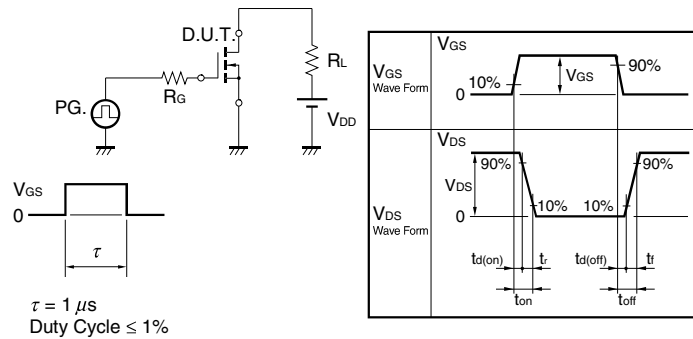 D.U.T.
RL
RG
PG.
VDD
VGS
0
τ
τ = 1 μs
Duty Cycle ≤ 1%
VGS
Wave Form
VGS
10%
0
VGS
90%
VDS
Wave Form
VDS
90%
VDS
0
10%
10%
90%
td(on)
tr
td(off)
tf
ton
toff